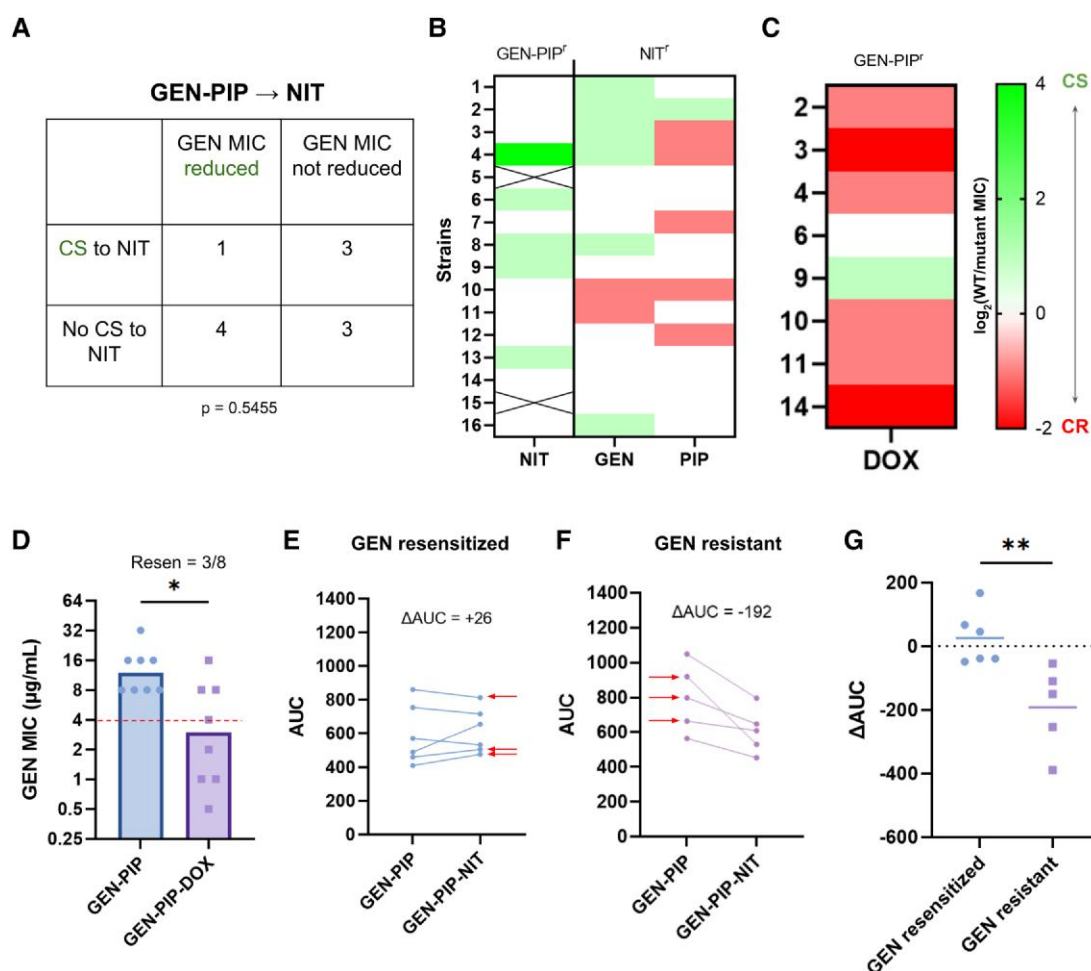 A
GEN-PIP → NIT
GEN MIC
reduced
GEN MIC
not reduced
CS to NIT
1
3
No CS to
NIT
4
3
p = 0.5455
B
GEN-PIPʳ
NITʳ
Strains
1
2
3
4
5
6
7
8
9
10
11
12
13
14
15
16
NIT
GEN
PIP
C
GEN-PIPʳ
2
3
4
6
9
10
11
14
DOX
log₂(WT/mutant MIC)
4
2
0
-2
CS
CR
D
Resen = 3/8
*
GEN MIC (µg/mL)
64
32
16
8
4
2
1
0.5
0.25
GEN-PIP
GEN-PIP-DOX
E
GEN resensitized
ΔAUC = +26
AUC
1400
1200
1000
800
600
400
200
0
GEN-PIP
GEN-PIP-NIT
F
GEN resistant
ΔAUC = -192
AUC
1400
1200
1000
800
600
400
200
0
GEN-PIP
GEN-PIP-NIT
G
**
ΔAUC
200
0
-200
-400
-600
GEN resensitized
GEN resistant